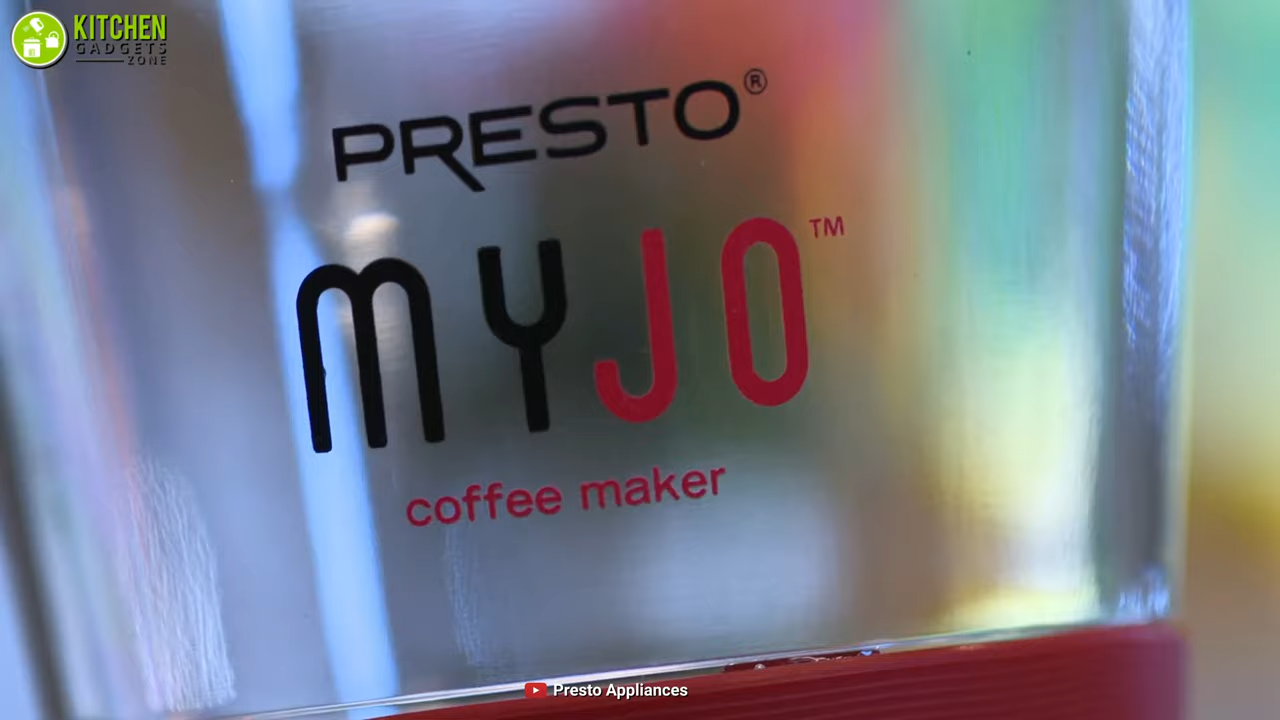 KITCHEN
GADGETS
ZONE
PRESTO®
MYJO™
coffee maker
Presto Appliances